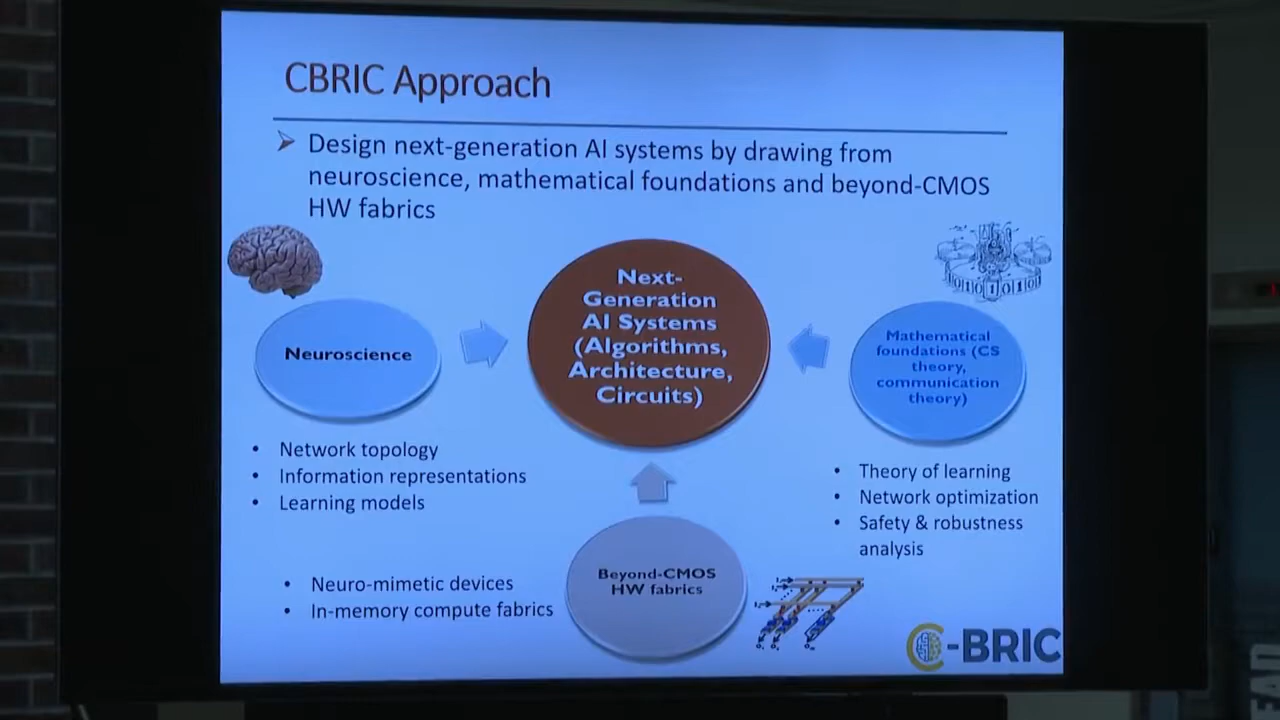 CBRIC Approach
Design next-generation AI systems by drawing from
neuroscience, mathematical foundations and beyond-CMOS
HW fabrics
Next-
Generation
AI Systems
(Algorithms,
Architecture,
Circuits)
Neuroscience
Mathematical
foundations (CS
theory,
communication
theory)
• Network topology
• Information representations
• Learning models
• Theory of learning
• Network optimization
• Safety & robustness
analysis
Beyond-CMOS
HW fabrics
• Neuro-mimetic devices
• In-memory compute fabrics
C-BRIC